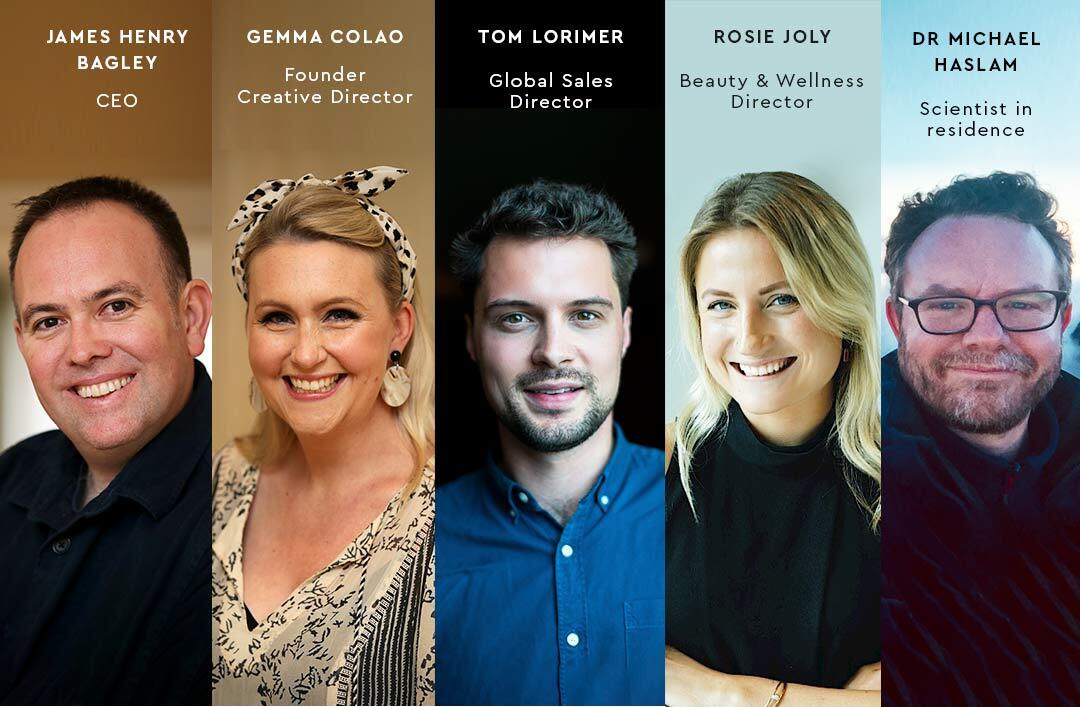 JAMES HENRY
BAGLEY
CEO
GEMMA COLAO
Founder
Creative Director
TOM LORIMER
Global Sales
Director
ROSIE JOLY
Beauty & Wellness
Director
DR MICHAEL
HASLAM
Scientist in
residence